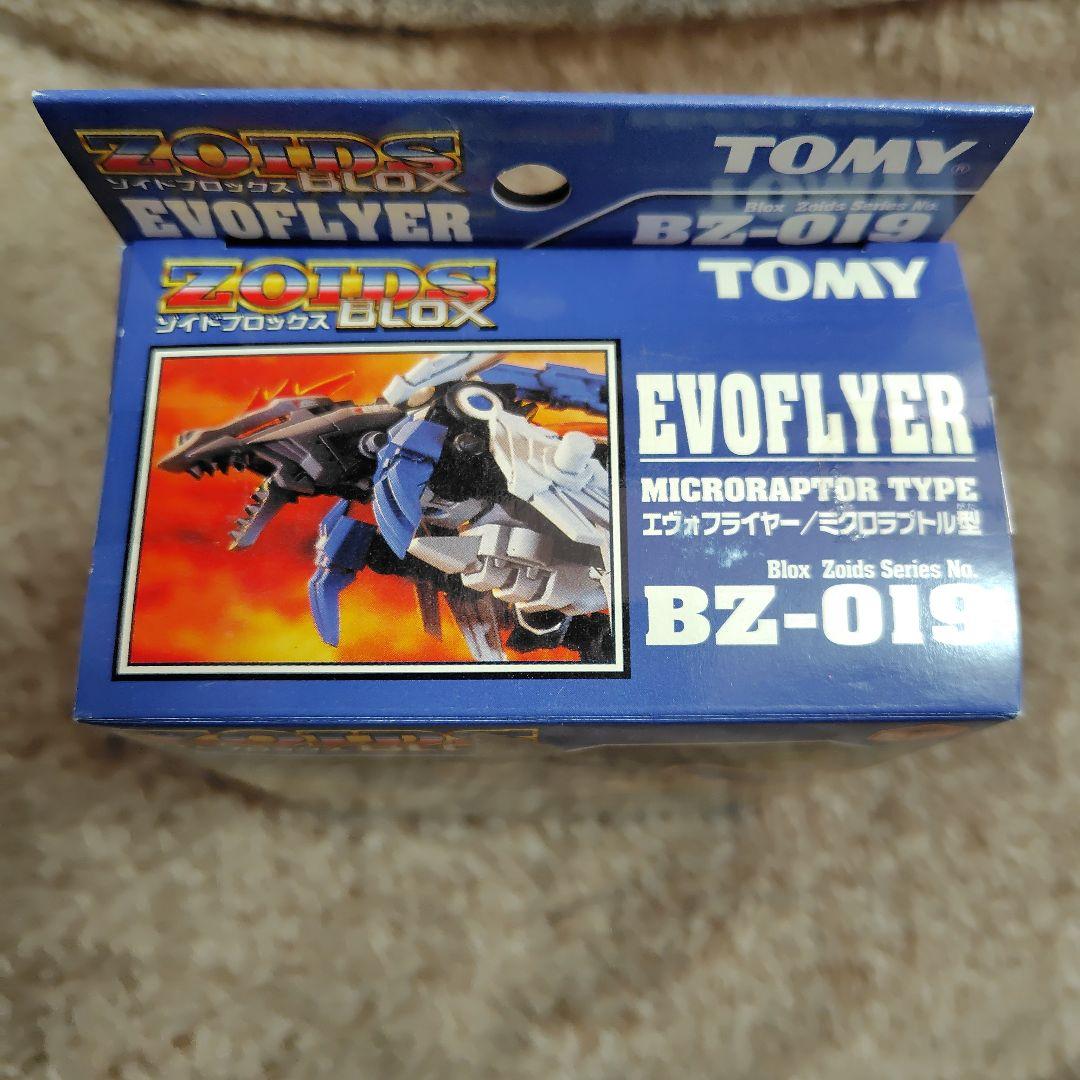 ZOIDS
ゾイドブロックス BLOX
EVOFLYER
TOMY®
Blox Zoids Series No.
BZ-019
ZOIDS
ゾイドブロックス BLOX
TOMY
EVOFLYER
MICRORAPTOR TYPE
エヴォフライヤー/ミクロラプトル型
Blox Zoids Series No.
BZ-019